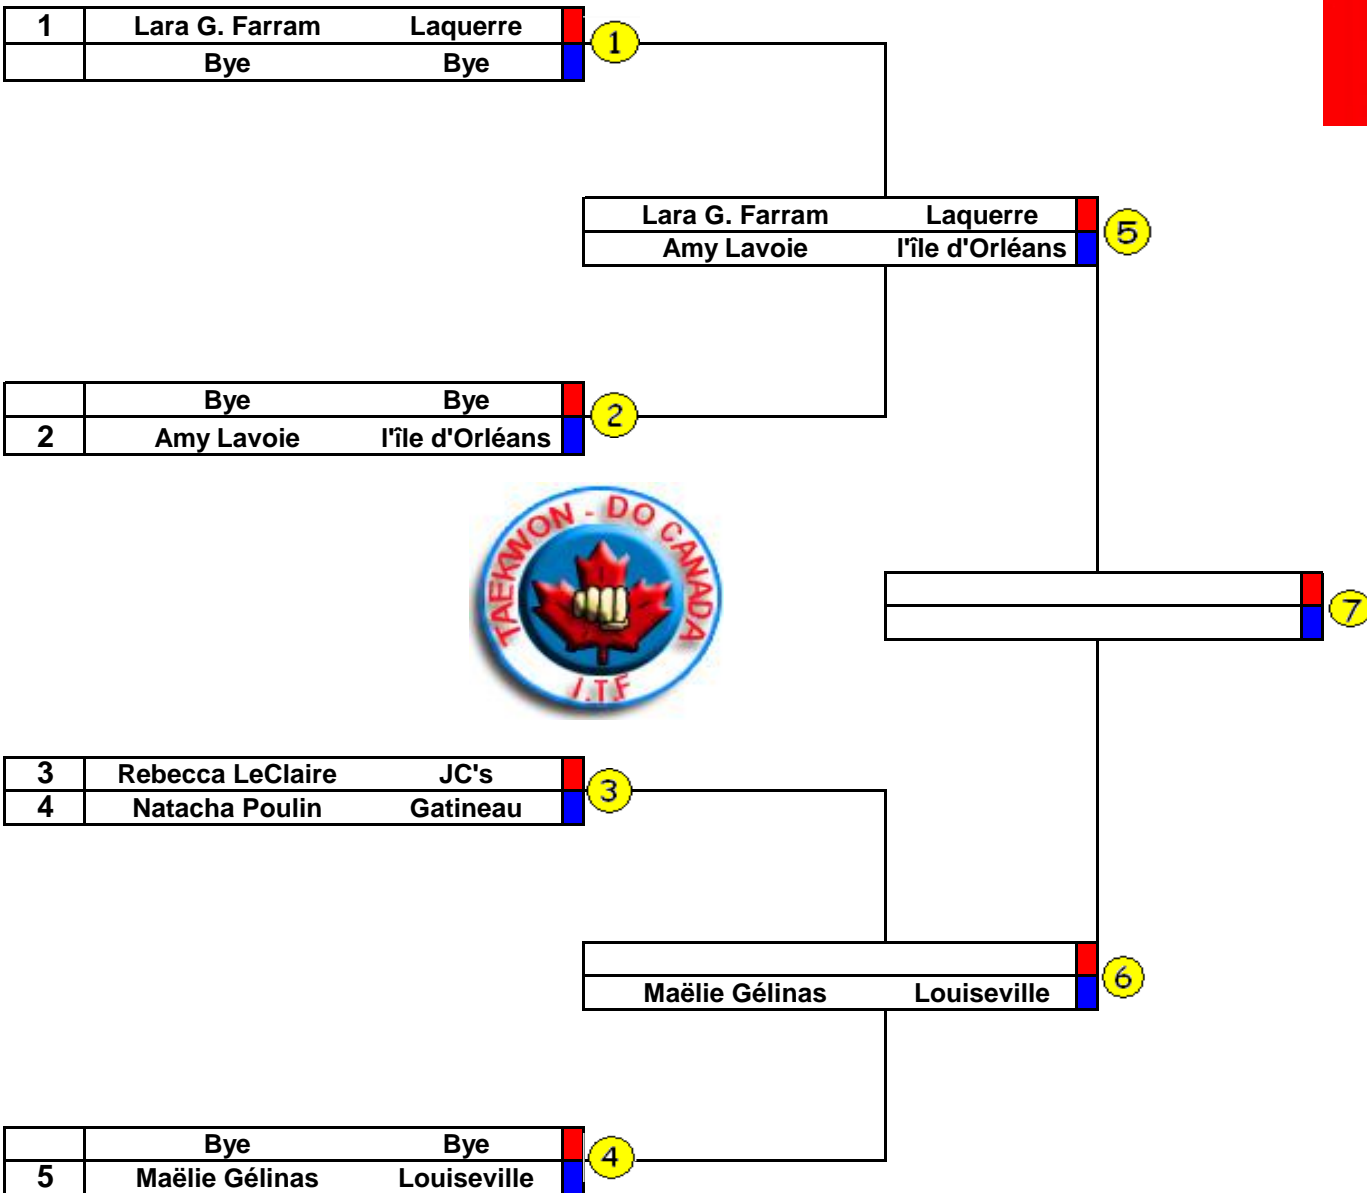 1 Lara G. Farram Laquerre
Bye Bye
1
Lara G. Farram Laquerre
Amy Lavoie l'île d'Orléans
5
Bye Bye
2 Amy Lavoie l'île d'Orléans
2
TAEKWON - DO CANADA
I.T.F
7
3 Rebecca LeClaire JC's
4 Natacha Poulin Gatineau
3
Maëlie Gélinas Louiseville
6
Bye Bye
5 Maëlie Gélinas Louiseville
4